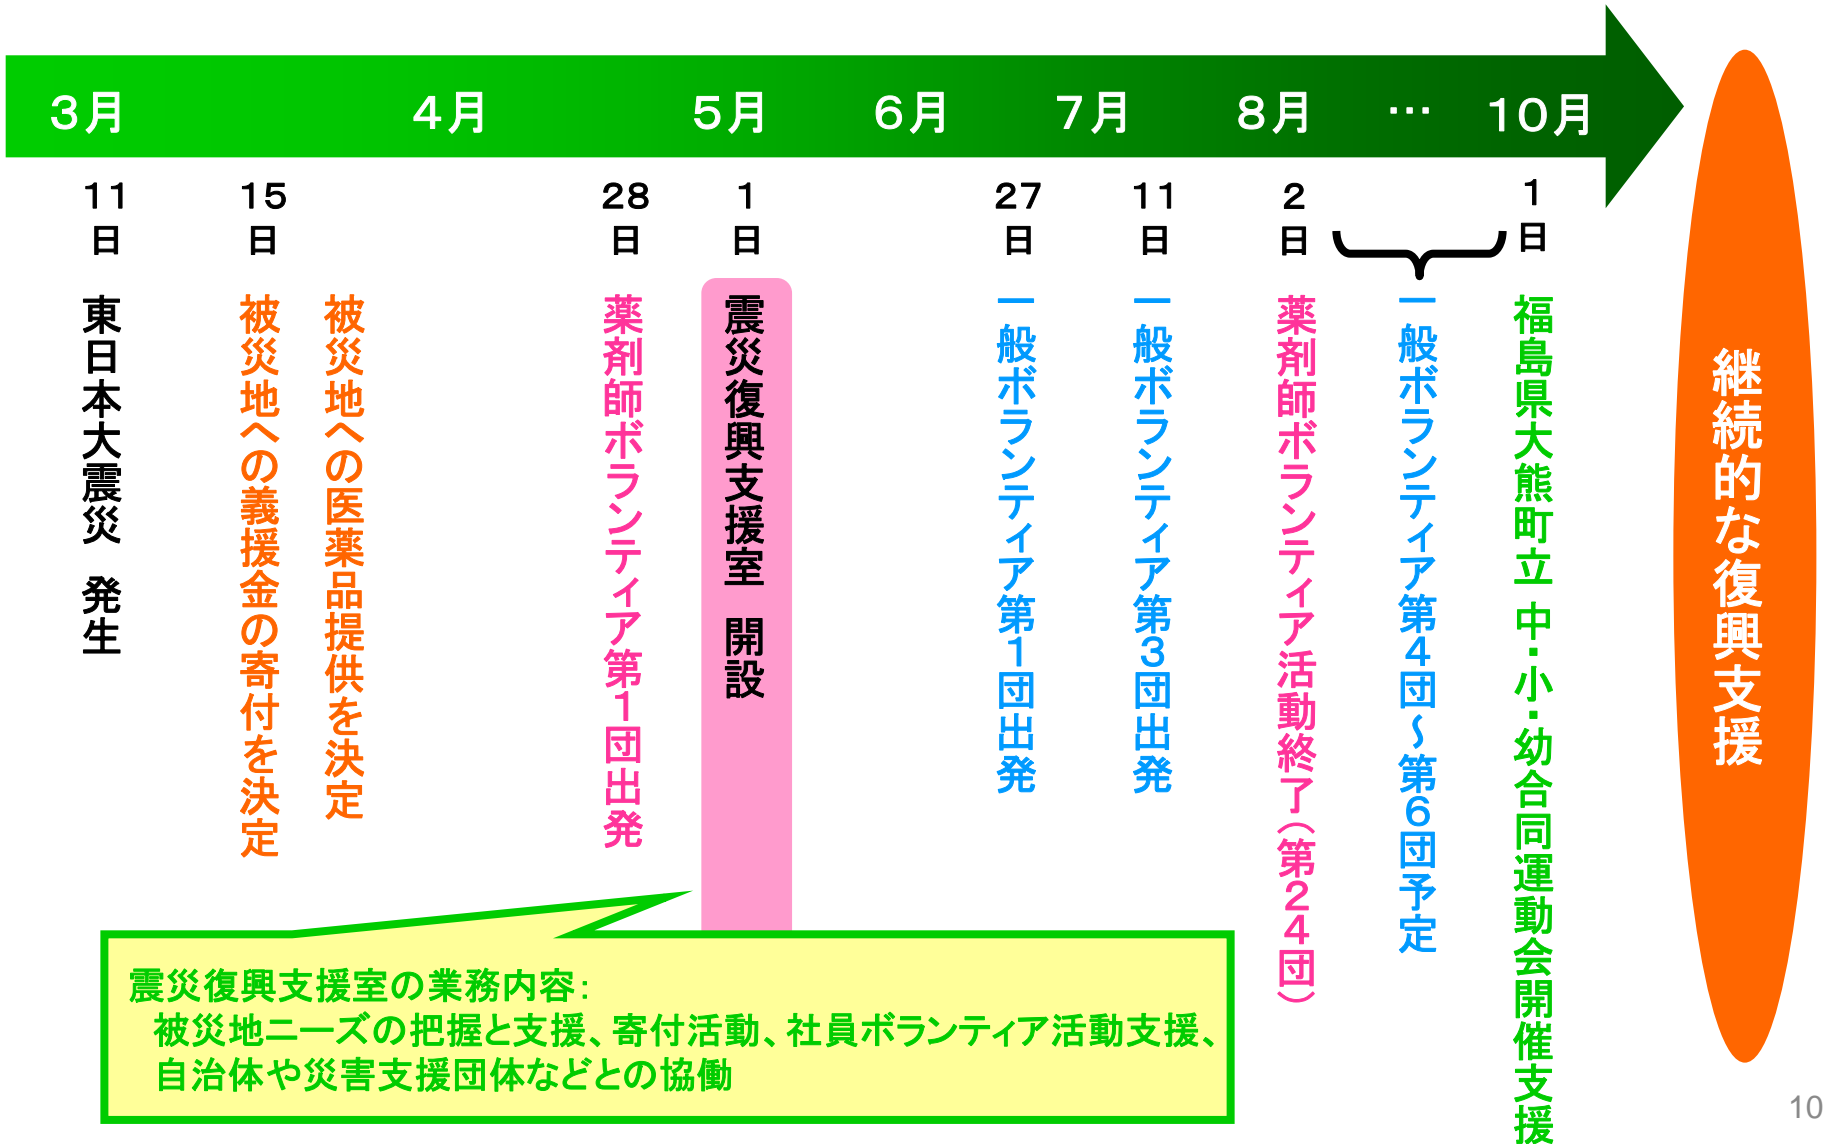 3月
4月
5月
6月
7月
8月
…
10月
11日
東日本大震災　発生
15日
被災地への義援金の寄付を決定
被災地への医薬品提供を決定
28日
薬剤師ボランティア第1団出発
1日
震災復興支援室　開設
27日
一般ボランティア第1団出発
11日
一般ボランティア第3団出発
2日
薬剤師ボランティア活動終了（第24団）
一般ボランティア第4団～第6団予定
1日
福島県大熊町立 中・小・幼合同運動会開催支援
継続的な復興支援
震災復興支援室の業務内容：
被災地ニーズの把握と支援、寄付活動、社員ボランティア活動支援、
自治体や災害支援団体などとの協働
10